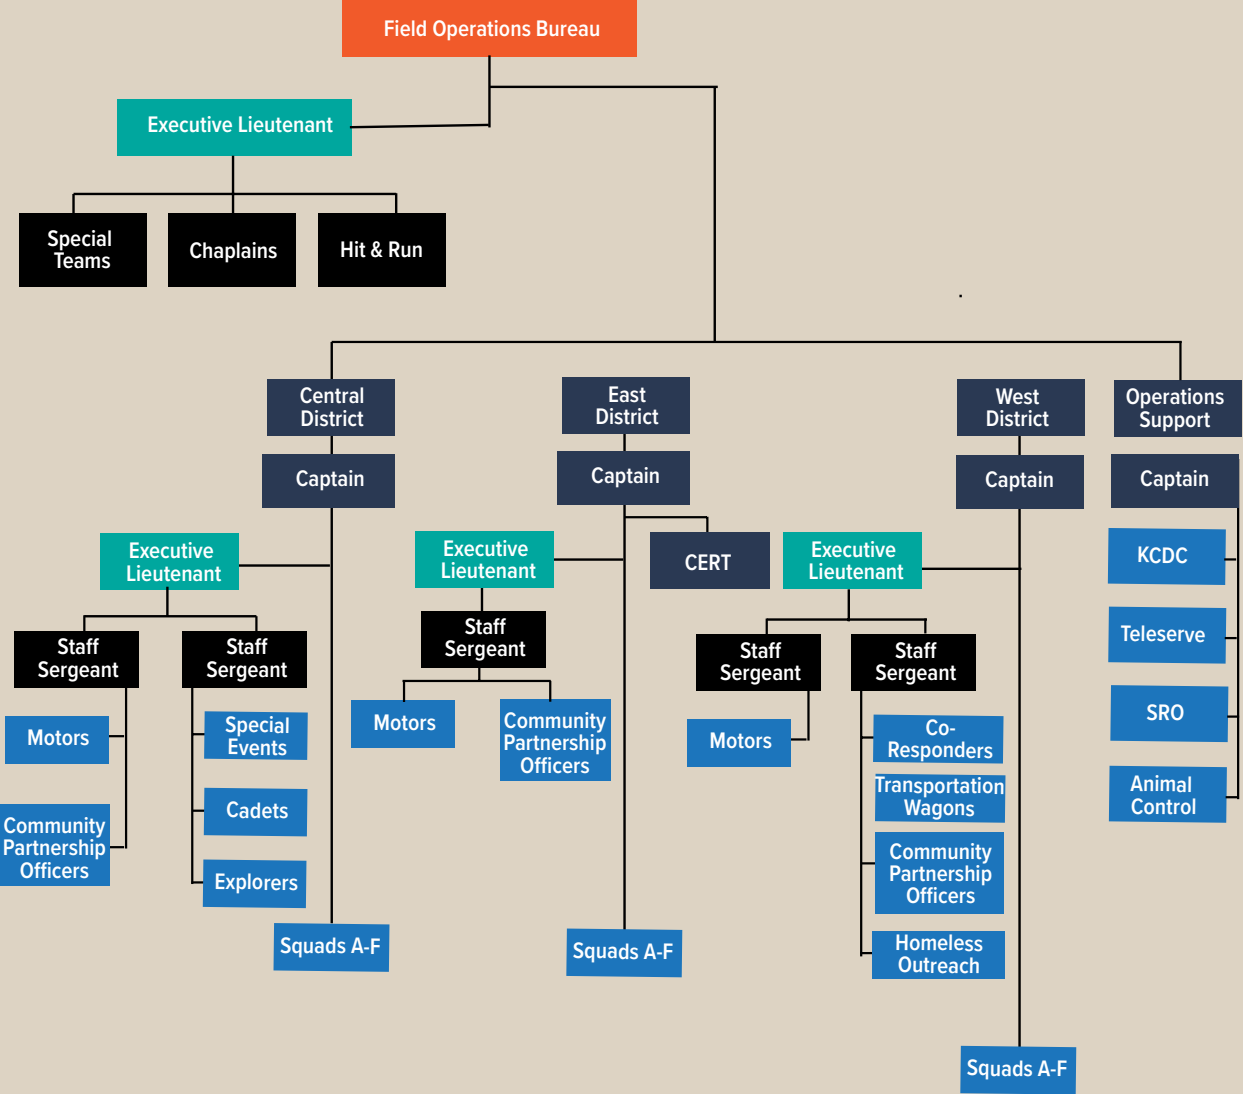 Field Operations Bureau
Executive Lieutenant
Special
Teams
Chaplains
Hit & Run
Central
District
East
District
West
District
Operations
Support
Captain
Captain
Captain
Captain
Executive
Lieutenant
Executive
Lieutenant
CERT
Executive
Lieutenant
KCDC
Staff
Sergeant
Staff
Sergeant
Staff
Sergeant
Staff
Sergeant
Staff
Sergeant
Teleserve
Motors
Special
Events
Motors
Community
Partnership
Officers
Motors
Co-
Responders
SRO
Community
Partnership
Officers
Cadets
Transportation
Wagons
Animal
Control
Explorers
Community
Partnership
Officers
Squads A-F
Squads A-F
Homeless
Outreach
Squads A-F